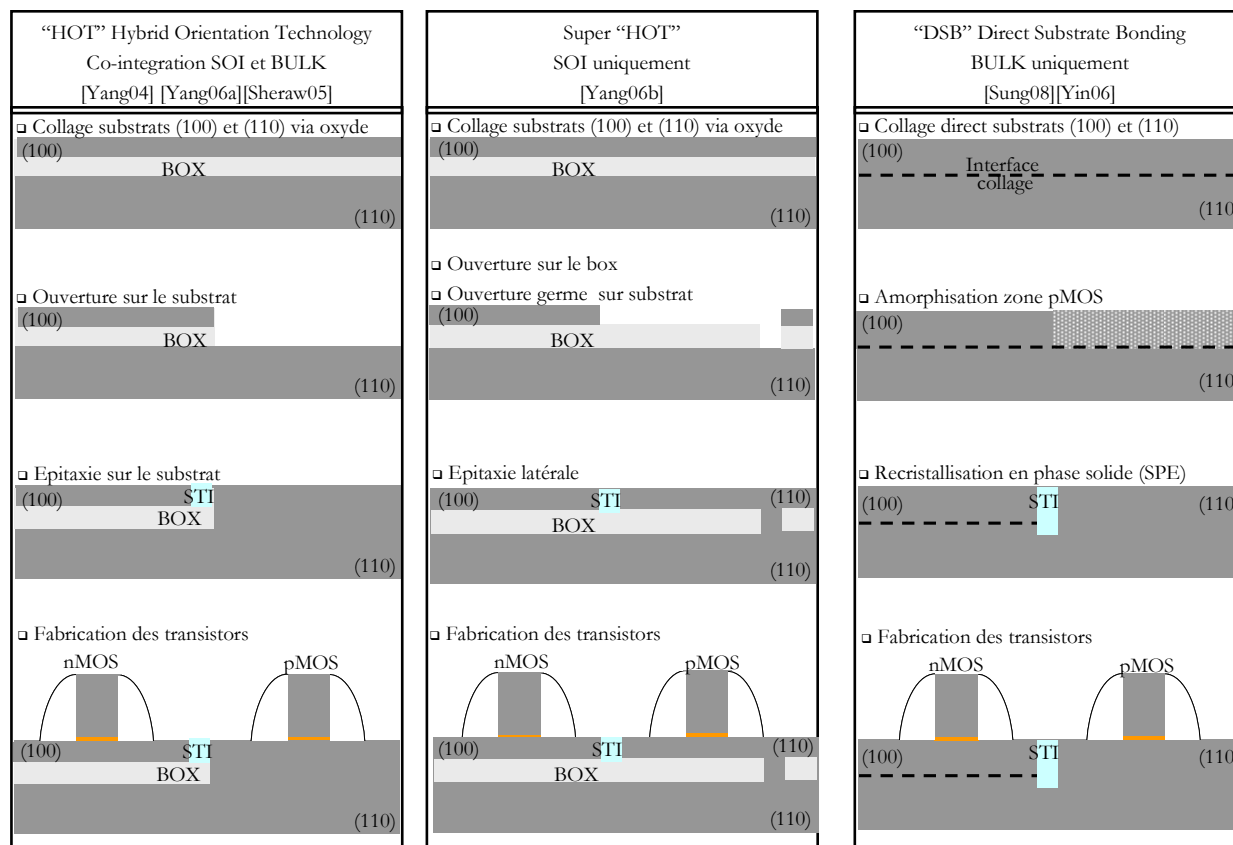 “HOT” Hybrid Orientation Technology
Co-integration SOI et BULK
[Yang04] [Yang06a][Sheraw05]
❑ Collage substrats (100) et (110) via oxyde
(100)
BOX
(110)
❑ Ouverture sur le substrat
(100)
BOX
(110)
❑ Epitaxie sur le substrat
(100)
STI
BOX
(110)
❑ Fabrication des transistors
nMOS
pMOS
(100)
STI
BOX
(110)
Super “HOT”
SOI uniquement
[Yang06b]
❑ Collage substrats (100) et (110) via oxyde
(100)
BOX
(110)
❑ Ouverture sur le box
❑ Ouverture germe sur substrat
(100)
BOX
(110)
❑ Epitaxie latérale
(100)
STI
(110)
BOX
(110)
❑ Fabrication des transistors
nMOS
pMOS
(100)
STI
(110)
BOX
(110)
“DSB” Direct Substrate Bonding
BULK uniquement
[Sung08][Yin06]
❑ Collage direct substrats (100) et (110)
(100)
Interface
collage
(110
❑ Amorphisation zone pMOS
(100)
(110
❑ Recristallisation en phase solide (SPE)
(100)
STI
(110
❑ Fabrication des transistors
nMOS
pMOS
(100)
STI
(110